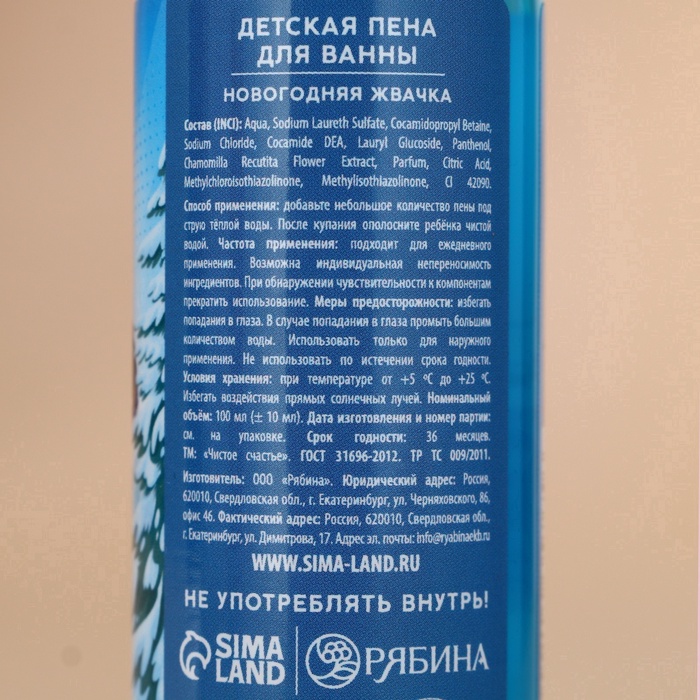 ДЕТСКАЯ ПЕНА
ДЛЯ ВАННЫ
НОВОГОДНЯЯ ЖВАЧКА
Состав (INCI): Aqua, Sodium Laureth Sulfate, Cocamidopropyl Betaine,
Sodium Chloride, Cocamide DEA, Lauryl Glucoside, Panthenol,
Chamomilla Recutita Flower Extract, Parfum, Citric Acid,
Methylchloroisothiazolinone, Methylisothiazolinone, CI 42090.
Способ применения: добавьте небольшое количество пены под
струю тёплой воды. После купания ополосните ребёнка чистой
водой. Частота применения: подходит для ежедневного
применения. Возможна индивидуальная непереносимость
ингредиентов. При обнаружении чувствительности к компонентам
прекратить использование. Меры предосторожности: избегать
попадания в глаза. В случае попадания в глаза промыть большим
количеством воды. Использовать только для наружного
применения. Не использовать по истечении срока годности.
Условия хранения: при температуре от +5 °С до +25 °С.
Избегать воздействия прямых солнечных лучей. Номинальный
объём: 100 мл (± 10 мл). Дата изготовления и номер партии:
см. на упаковке. Срок годности: 36 месяцев.
ТМ: «Чистое счастье». ГОСТ 31696-2012. ТР ТС 009/2011.
Изготовитель: ООО «Рябина». Юридический адрес: Россия,
620010, Свердловская обл., г. Екатеринбург, ул. Черняховского, 86,
офис 46. Фактический адрес: Россия, 620010, Свердловская обл.,
г. Екатеринбург, ул. Димитрова, 17. Адрес эл. почты: info@ryabinaekb.ru
WWW.SIMA-LAND.RU
НЕ УПОТРЕБЛЯТЬ ВНУТРЬ!
SIMA
LAND
РЯБИНА